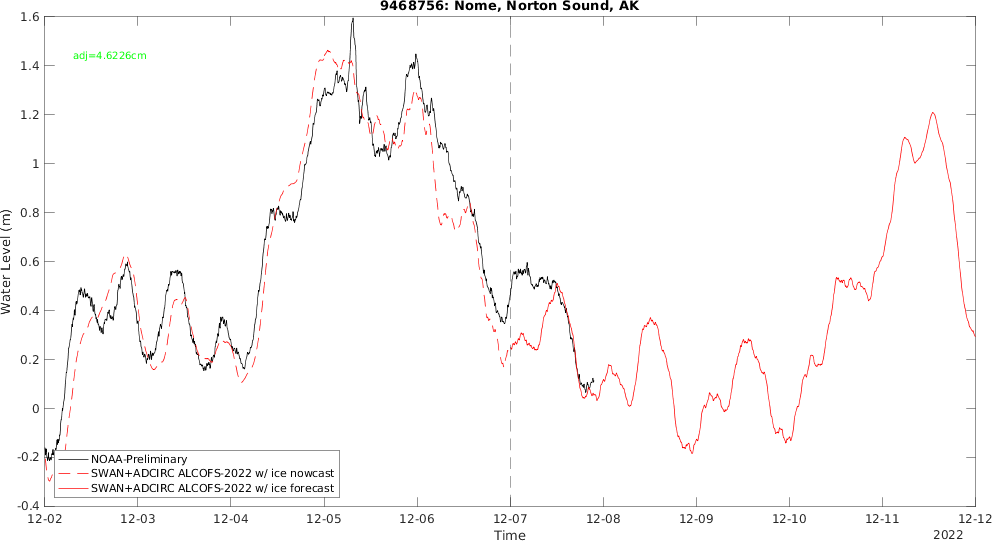 9468756: Nome, Norton Sound, AK
adj=4.6226cm
Water Level (m)
1.6
1.4
1.2
1
0.8
0.6
0.4
0.2
0
-0.2
-0.4
NOAA-Preliminary
SWAN+ADCIRC ALCOFS-2022 w/ ice nowcast
SWAN+ADCIRC ALCOFS-2022 w/ ice forecast
12-02 12-03 12-04 12-05 12-06 12-07 12-08 12-09 12-10 12-11 12-12
Time
2022